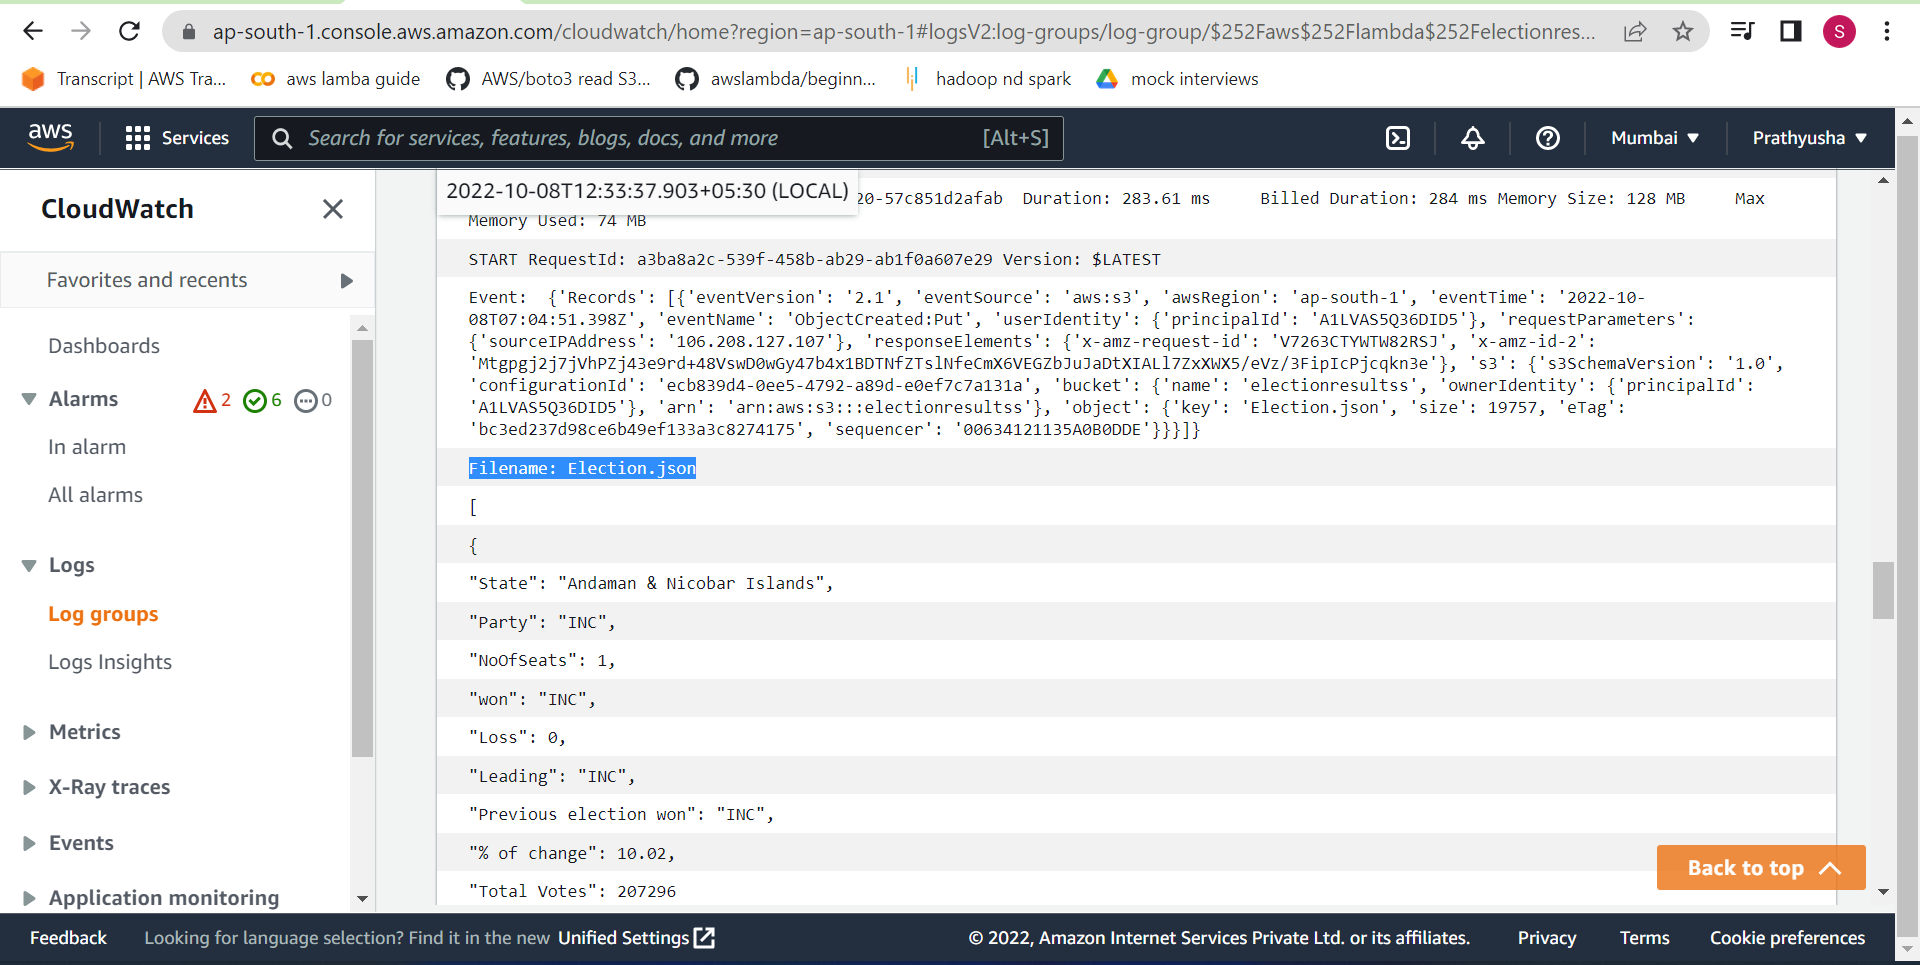 ap-south-1.console.aws.amazon.com/cloudwatch/home?region=ap-south-1#logsV2:log-groups/log-group/$252Faws$252Flambda$252Felectionres...
S
Transcript | AWS Tra...
aws lamba guide
AWS/boto3 read S3...
awslambda/beginn...
hadoop nd spark
mock interviews
aws
Services
Search for services, features, blogs, docs, and more
[Alt+S]
Mumbai
Prathyusha
CloudWatch
Favorites and recents
Dashboards
Alarms 2 6 0
In alarm
All alarms
Logs
Log groups
Logs Insights
Metrics
X-Ray traces
Events
Application monitoring
2022-10-08T12:33:37.903+05:30 (LOCAL)
20-57c851d2afab Duration: 283.61 ms Billed Duration: 284 ms Memory Size: 128 MB Max
Memory Used: 74 MB
START RequestId: a3ba8a2c-539f-458b-ab29-ab1f0a607e29 Version: $LATEST
Event: {'Records': [{'eventVersion': '2.1', 'eventSource': 'aws:s3', 'awsRegion': 'ap-south-1', 'eventTime': '2022-10-
08T07:04:51.398Z', 'eventName': 'ObjectCreated:Put', 'userIdentity': {'principalId': 'A1LVAS5Q36DID5'}, 'requestParameters':
{'sourceIPAddress': '106.208.127.107'}, 'responseElements': {'x-amz-request-id': 'V7263CTYWTW82RSJ', 'x-amz-id-2':
'Mtgpgj2j7jVhPZj43e9rd+48VswD0wGy47b4x1BDTNfZTslNfeCmX6VEGZbJuJaDtXIALl7ZxXWX5/eVz/3FipIcPjcqkn3e'}, 's3': {'s3SchemaVersion': '1.0',
'configurationId': 'ecb839d4-0ee5-4792-a89d-e0ef7c7a131a', 'bucket': {'name': 'electionresultss', 'ownerIdentity': {'principalId':
'A1LVAS5Q36DID5'}, 'arn': 'arn:aws:s3:::electionresultss'}, 'object': {'key': 'Election.json', 'size': 19757, 'eTag':
'bc3ed237d98ce6b49ef133a3c8274175', 'sequencer': '00634121135A0B0DDE'}}}]}
Filename: Election.json
[
{
"State": "Andaman & Nicobar Islands",
"Party": "INC",
"NoOfSeats": 1,
"won": "INC",
"Loss": 0,
"Leading": "INC",
"Previous election won": "INC",
"% of change": 10.02,
"Total Votes": 207296
Back to top
Feedback
Looking for language selection? Find it in the new Unified Settings
© 2022, Amazon Internet Services Private Ltd. or its affiliates.
Privacy
Terms
Cookie preferences